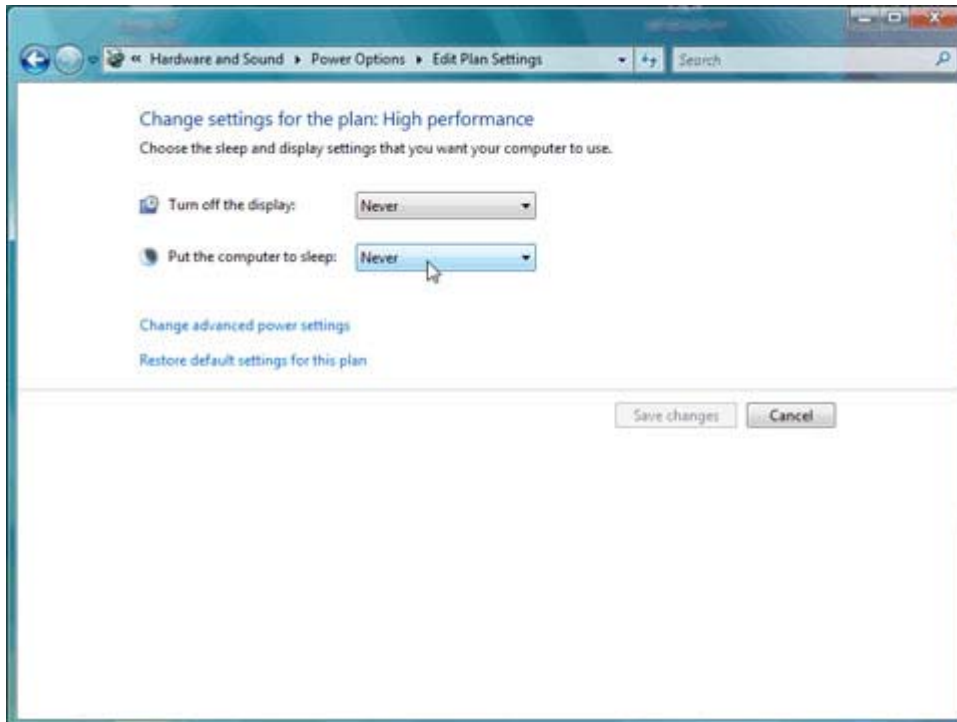 « Hardware and Sound ▸ Power Options ▸ Edit Plan Settings Search
Change settings for the plan: High performance
Choose the sleep and display settings that you want your computer to use.
Turn off the display: Never
Put the computer to sleep: Never
Change advanced power settings
Restore default settings for this plan
Save changes Cancel